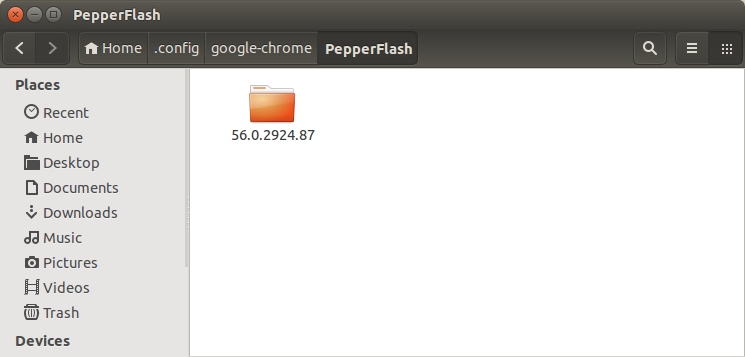 PepperFlash
Home .config google-chrome PepperFlash
Places
Recent
Home
Desktop
Documents
Downloads
Music
Pictures
Videos
Trash
Devices
56.0.2924.87